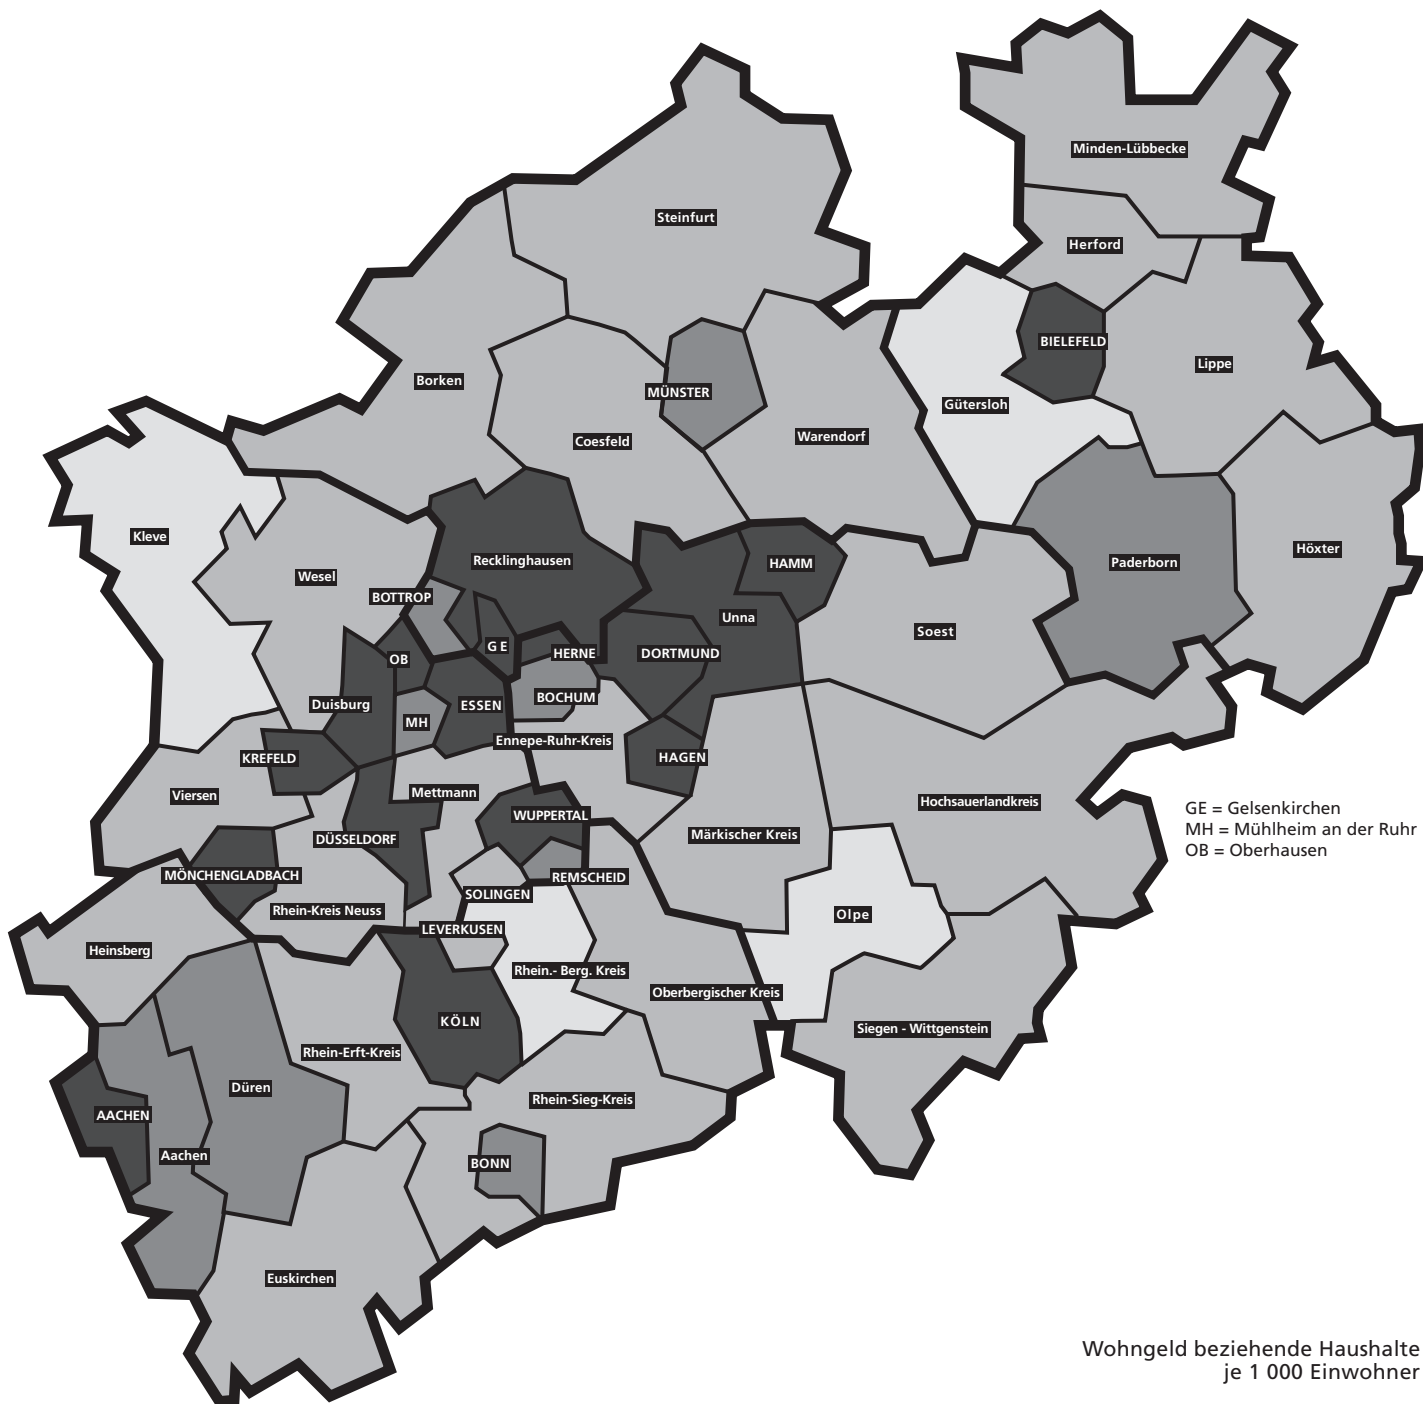 Minden-Lübbecke
Steinfurt
Herford
BIELEFELD
Lippe
Borken
MÜNSTER
Gütersloh
Coesfeld
Warendorf
Kleve
Höxter
Recklinghausen
HAMM
Paderborn
Wesel
BOTTROP
Unna
Soest
GE
HERNE
DORTMUND
OB
BOCHUM
Duisburg
ESSEN
MH
Ennepe-Ruhr-Kreis
KREFELD
HAGEN
Viersen
Mettmann
Hochsauerlandkreis
GE = Gelsenkirchen
MH = Mühlheim an der Ruhr
OB = Oberhausen
WUPPERTAL
DÜSSELDORF
Märkischer Kreis
MÖNCHENGLADBACH
REMSCHEID
SOLINGEN
Rhein-Kreis Neuss
Olpe
LEVERKUSEN
Heinsberg
Rhein.- Berg. Kreis
Oberbergischer Kreis
KÖLN
Siegen - Wittgenstein
Rhein-Erft-Kreis
Düren
Rhein-Sieg-Kreis
AACHEN
Aachen
BONN
Euskirchen
Wohngeld beziehende Haushalte
je 1 000 Einwohner